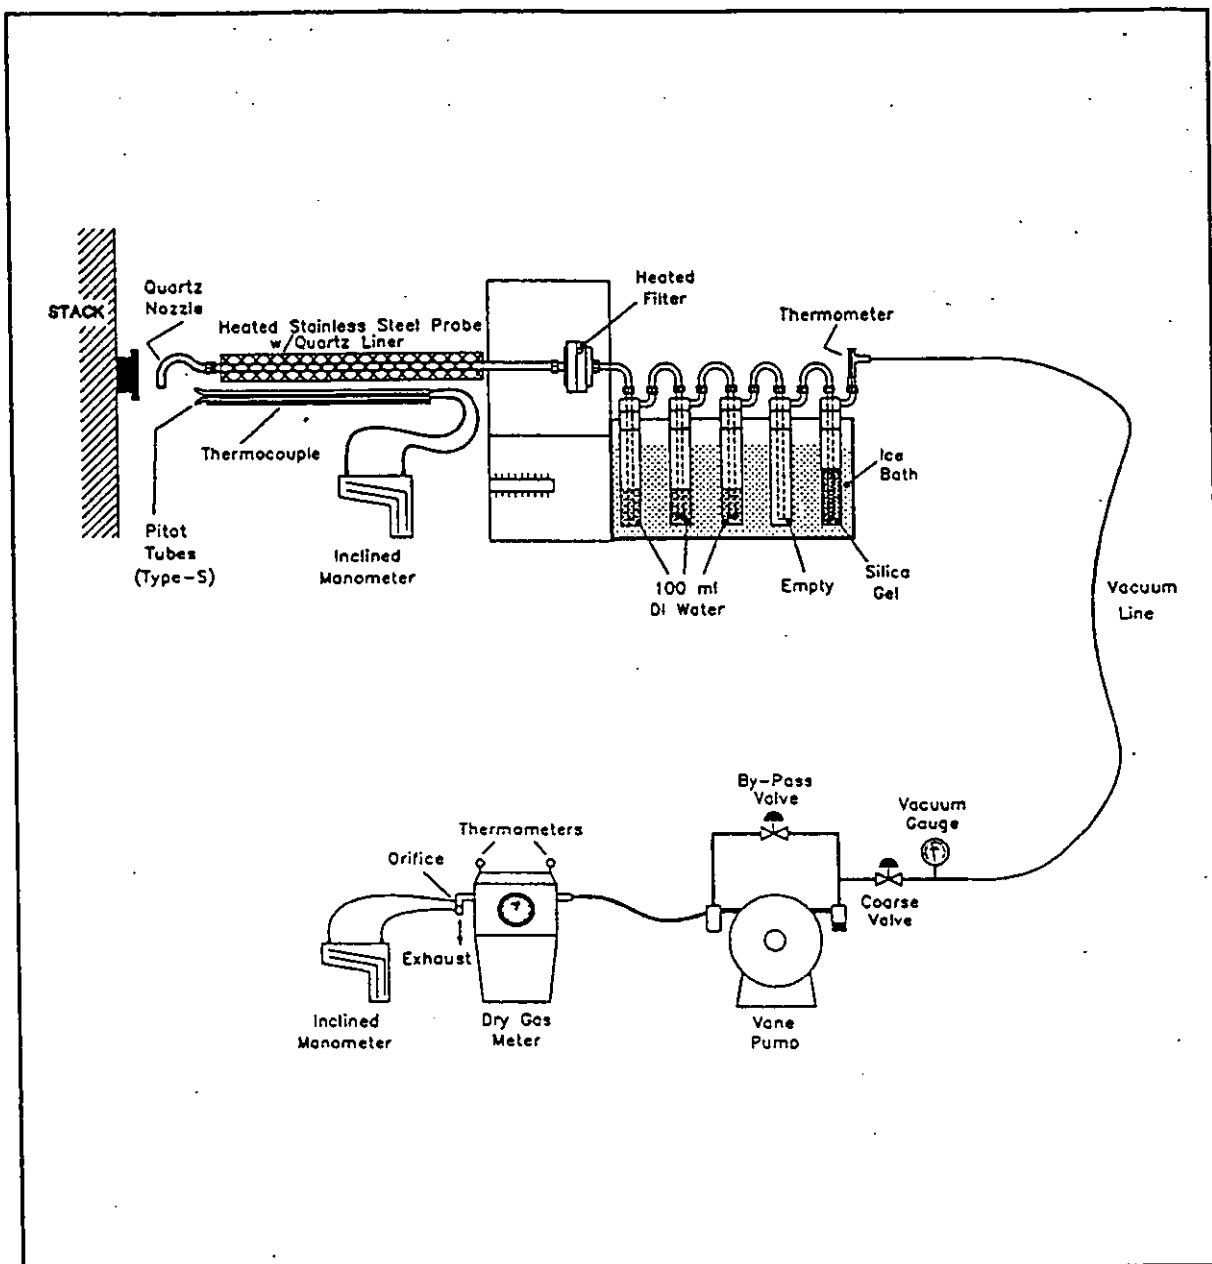 Quartz
Nozzle
STACK
Heated Stainless Steel Probe
w Quartz Liner
Heated
Filter
Thermometer
Thermocouple
Ice
Bath
Pitot
Tubes
(Type-S)
Inclined
Manometer
100 ml
DI Water
Empty
Silica
Gel
Vacuum
Line
By-Pass
Valve
Vacuum
Gauge
Thermometers
Orifice
Coarse
Valve
Exhaust
Inclined
Manometer
Dry Gas
Meter
Vane
Pump